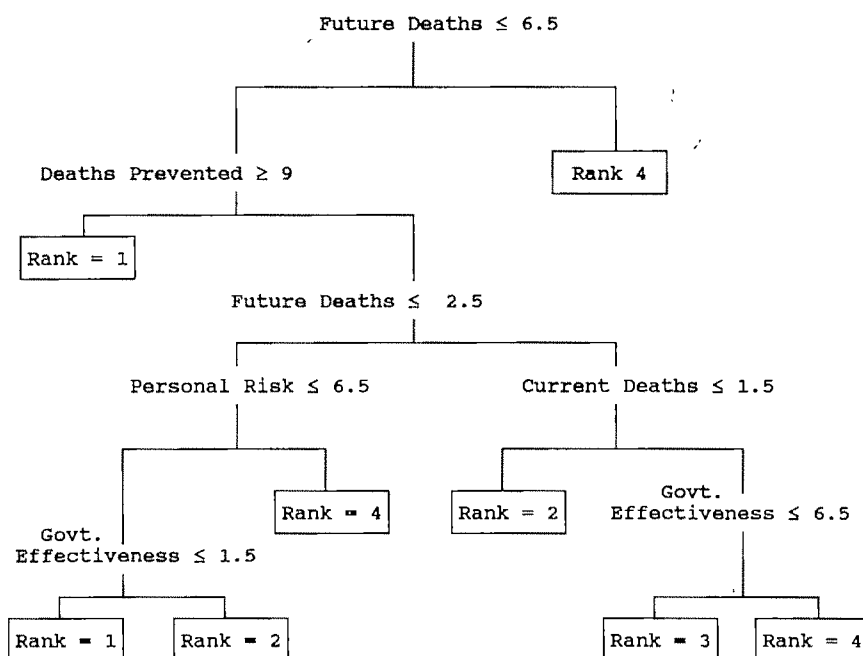 Future Deaths ≤ 6.5
Deaths Prevented ≥ 9
Rank 4
Rank = 1
Future Deaths ≤ 2.5
Personal Risk ≤ 6.5
Current Deaths ≤ 1.5
Rank = 4
Rank = 2
Govt.
Effectiveness ≤ 6.5
Govt.
Effectiveness ≤ 1.5
Rank = 1
Rank = 2
Rank = 3
Rank = 4